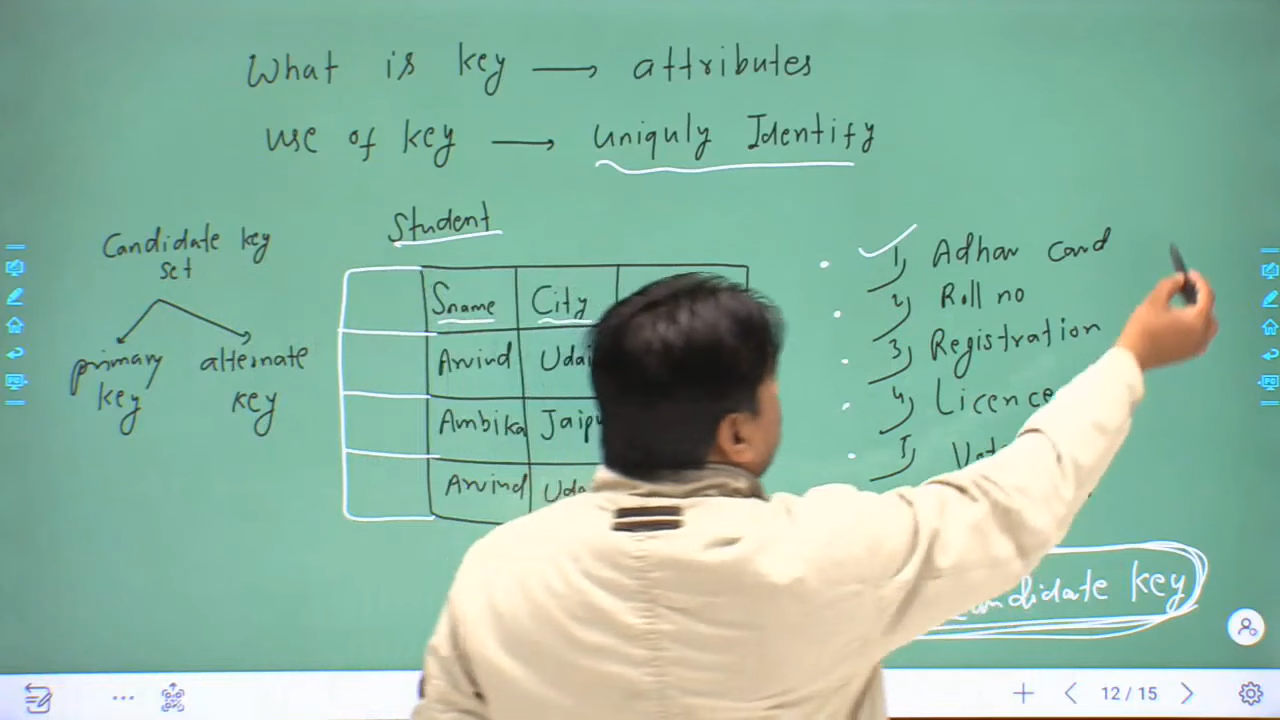 What is key → attributes
use of key → uniquly Identify
Candidate key
set
primary
key
alternate
key
Student
Sname City
Arvind
Ambika
Arvind
1) Adhar card
2) Roll no
3) Registration
4) Licence
key
12 / 15